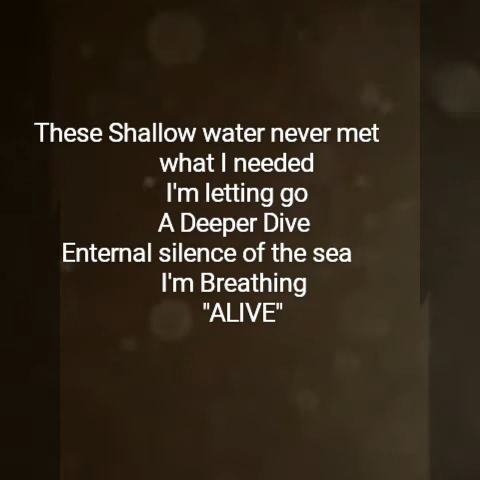 These Shallow water never met
what I needed
I'm letting go
A Deeper Dive
Enternal silence of the sea
I'm Breathing
"ALIVE"